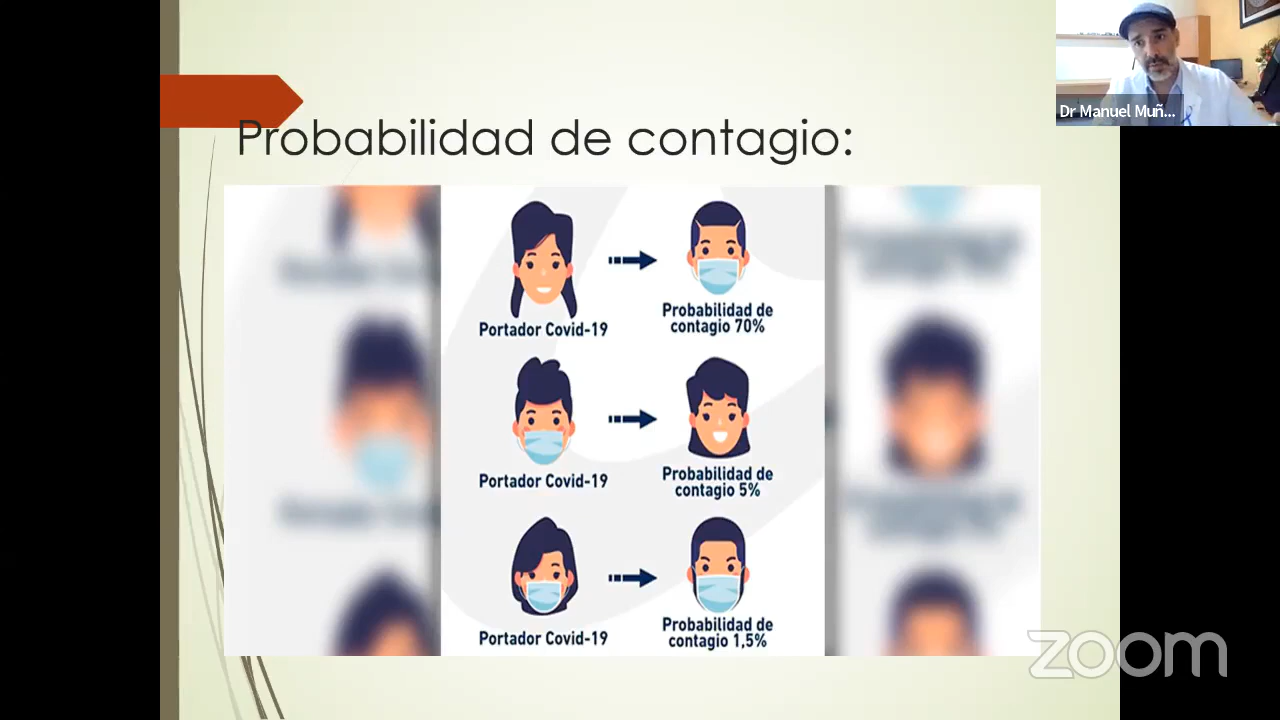 Dr Manuel Muñ...
Probabilidad de contagio:
Portador Covid-19
Probabilidad de
contagio 70%
Portador Covid-19
Probabilidad de
contagio 5%
Portador Covid-19
Probabilidad de
contagio 1,5%
zoom